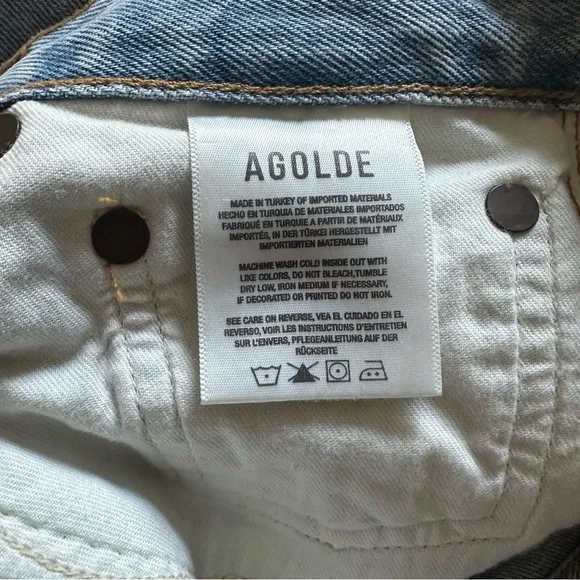 AGOLDE
MADE IN TURKEY OF IMPORTED MATERIALS
HECHO EN TURQUIA DE MATERIALES IMPORTADOS
FABRIQUÉ EN TURQUIE A PARTIR DE MATÉRIAUX
IMPORTÉS, IN DER TÜRKEI HERGESTELLT MIT
IMPORTIERTEN MATERIALIEN
MACHINE WASH COLD INSIDE OUT WITH
LIKE COLORS, DO NOT BLEACH,TUMBLE
DRY LOW, IRON MEDIUM IF NECESSARY,
IF DECORATED OR PRINTED DO NOT IRON.
SEE CARE ON REVERSE, VEA EL CUIDADO EN EL
REVERSO, VOIR LES INSTRUCTIONS D'ENTRETIEN
SUR L'ENVERS, PFLEGEANLEITUNG AUF DER
RÜCKSEITE